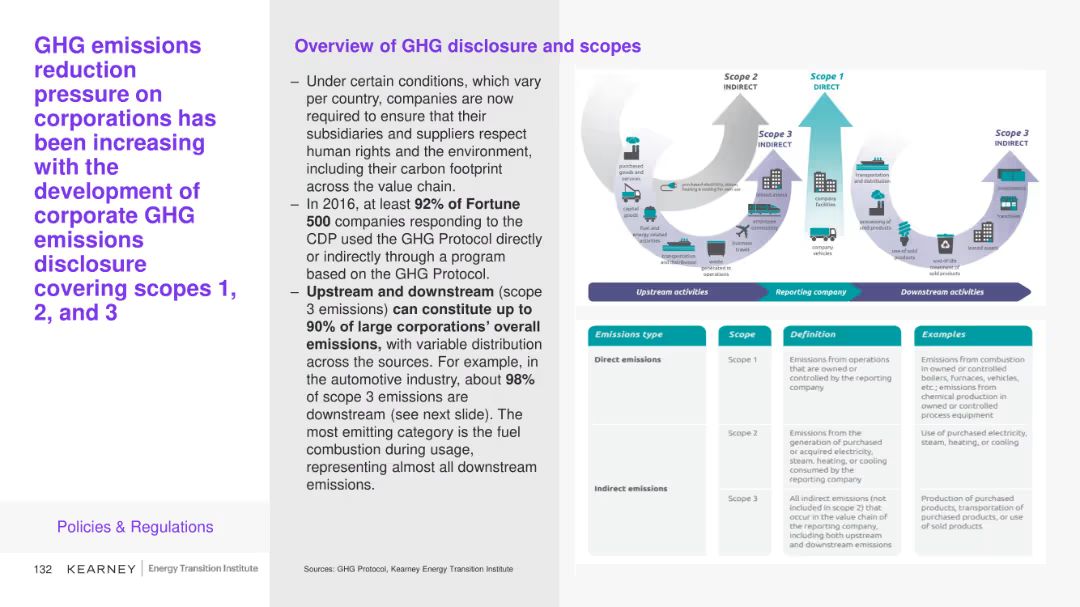 GHG emissions
reduction
pressure on
corporations has
been increasing
with the
development of
corporate GHG
emissions
disclosure
covering scopes 1,
2, and 3
Policies & Regulations
132 KEARNEY Energy Transition Institute
Overview of GHG disclosure and scopes
– Under certain conditions, which vary
per country, companies are now
required to ensure that their
subsidiaries and suppliers respect
human rights and the environment,
including their carbon footprint
across the value chain.
– In 2016, at least 92% of Fortune
500 companies responding to the
CDP used the GHG Protocol directly
or indirectly through a program
based on the GHG Protocol.
– Upstream and downstream (scope
3 emissions) can constitute up to
90% of large corporations' overall
emissions, with variable distribution
across the sources. For example, in
the automotive industry, about 98%
of scope 3 emissions are
downstream (see next slide). The
most emitting category is the fuel
combustion during usage,
representing almost all downstream
emissions.
Sources: GHG Protocol, Kearney Energy Transition Institute
Scope 2
INDIRECT
Scope 1
DIRECT
Scope 3
INDIRECT
Scope 3
INDIRECT
purchased
goods and
services
capital
goods
fuel and
energy related
activities
transportation
and distribution
waste
generated in
operations
business
travel
employee
commuting
leased assets
purchased electricity, steam,
heating & cooling for own use
company
facilities
company
vehicles
transportation
and distribution
processing of
sold products
use of sold
products
end-of-life
treatment of
sold products
leased assets
franchises
Upstream activities
Reporting company
Downstream activities
Emissions type Scope Definition Examples
Direct emissions
Scope 1
Emissions from operations
that are owned or
controlled by the reporting
company
Emissions from combustion
in owned or controlled
boilers, furnaces, vehicles,
etc.; emissions from
chemical production in
owned or controlled
process equipment
Indirect emissions
Scope 2
Emissions from the
generation of purchased
or acquired electricity,
steam, heating, or cooling
consumed by the
reporting company
Use of purchased electricity,
steam, heating, or cooling
Scope 3
All indirect emissions (not
included in scope 2) that
occur in the value chain of
the reporting company,
including both upstream
and downstream emissions
Production of purchased
products, transportation of
purchased products, or use
of sold products